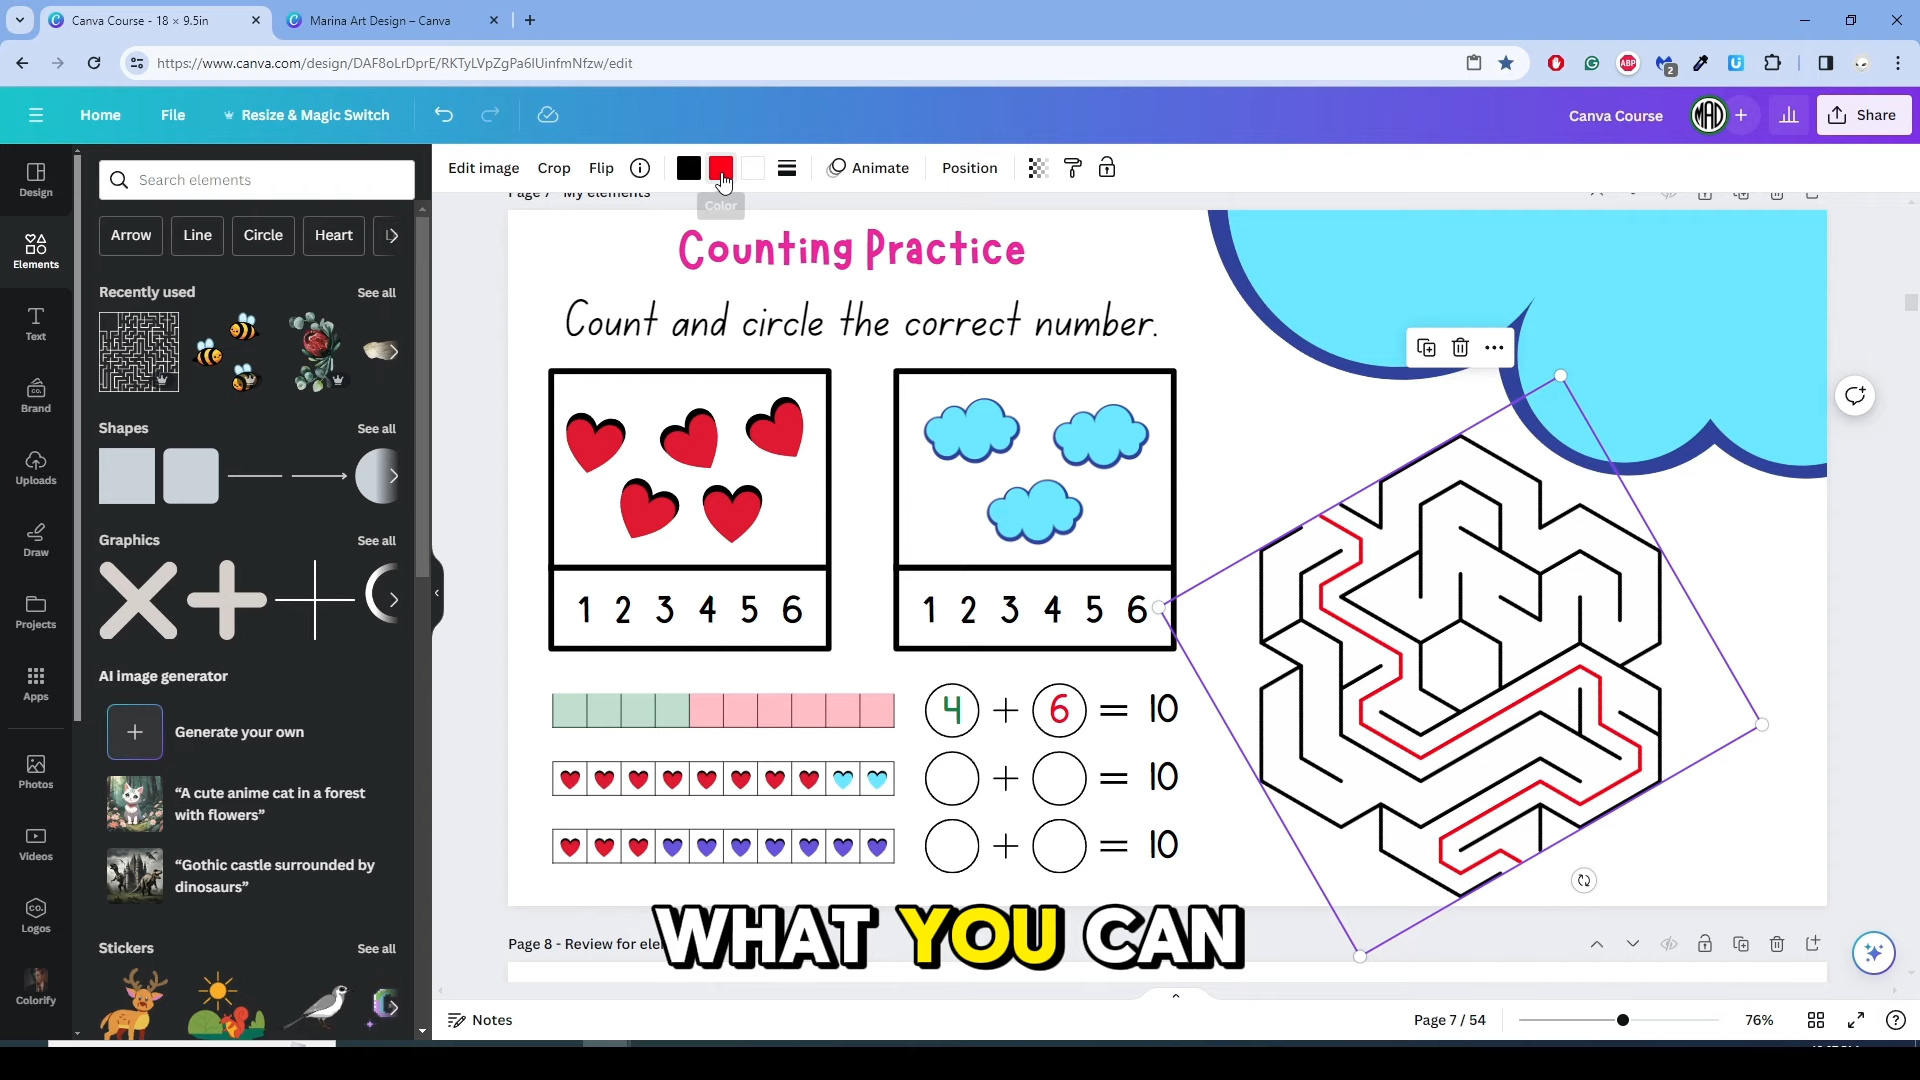 Canva Course - 18 × 9.5in
Marina Art Design – Canva
https://www.canva.com/design/DAF8oLrDprE/RKTyLVpZgPa6IUinfmNfzw/edit
ABP
2
Home
File
Resize & Magic Switch
Canva Course
MAD
Share
Edit image
Crop
Flip
Animate
Position
Color
Page 7 - My elements
Design
Elements
Text
Brand
Uploads
Draw
Projects
Apps
Photos
Videos
Logos
Colorify
Search elements
Arrow
Line
Circle
Heart
Recently used
See all
Shapes
See all
Graphics
See all
AI image generator
Generate your own
“A cute anime cat in a forest
with flowers”
“Gothic castle surrounded by
dinosaurs”
Stickers
See all
Counting Practice
Count and circle the correct number.
1 2 3 4 5 6
1 2 3 4 5 6
4 + 6 = 10
+ = 10
+ = 10
WHAT YOU CAN
Page 8 - Review for ele
Notes
Page 7 / 54
76%